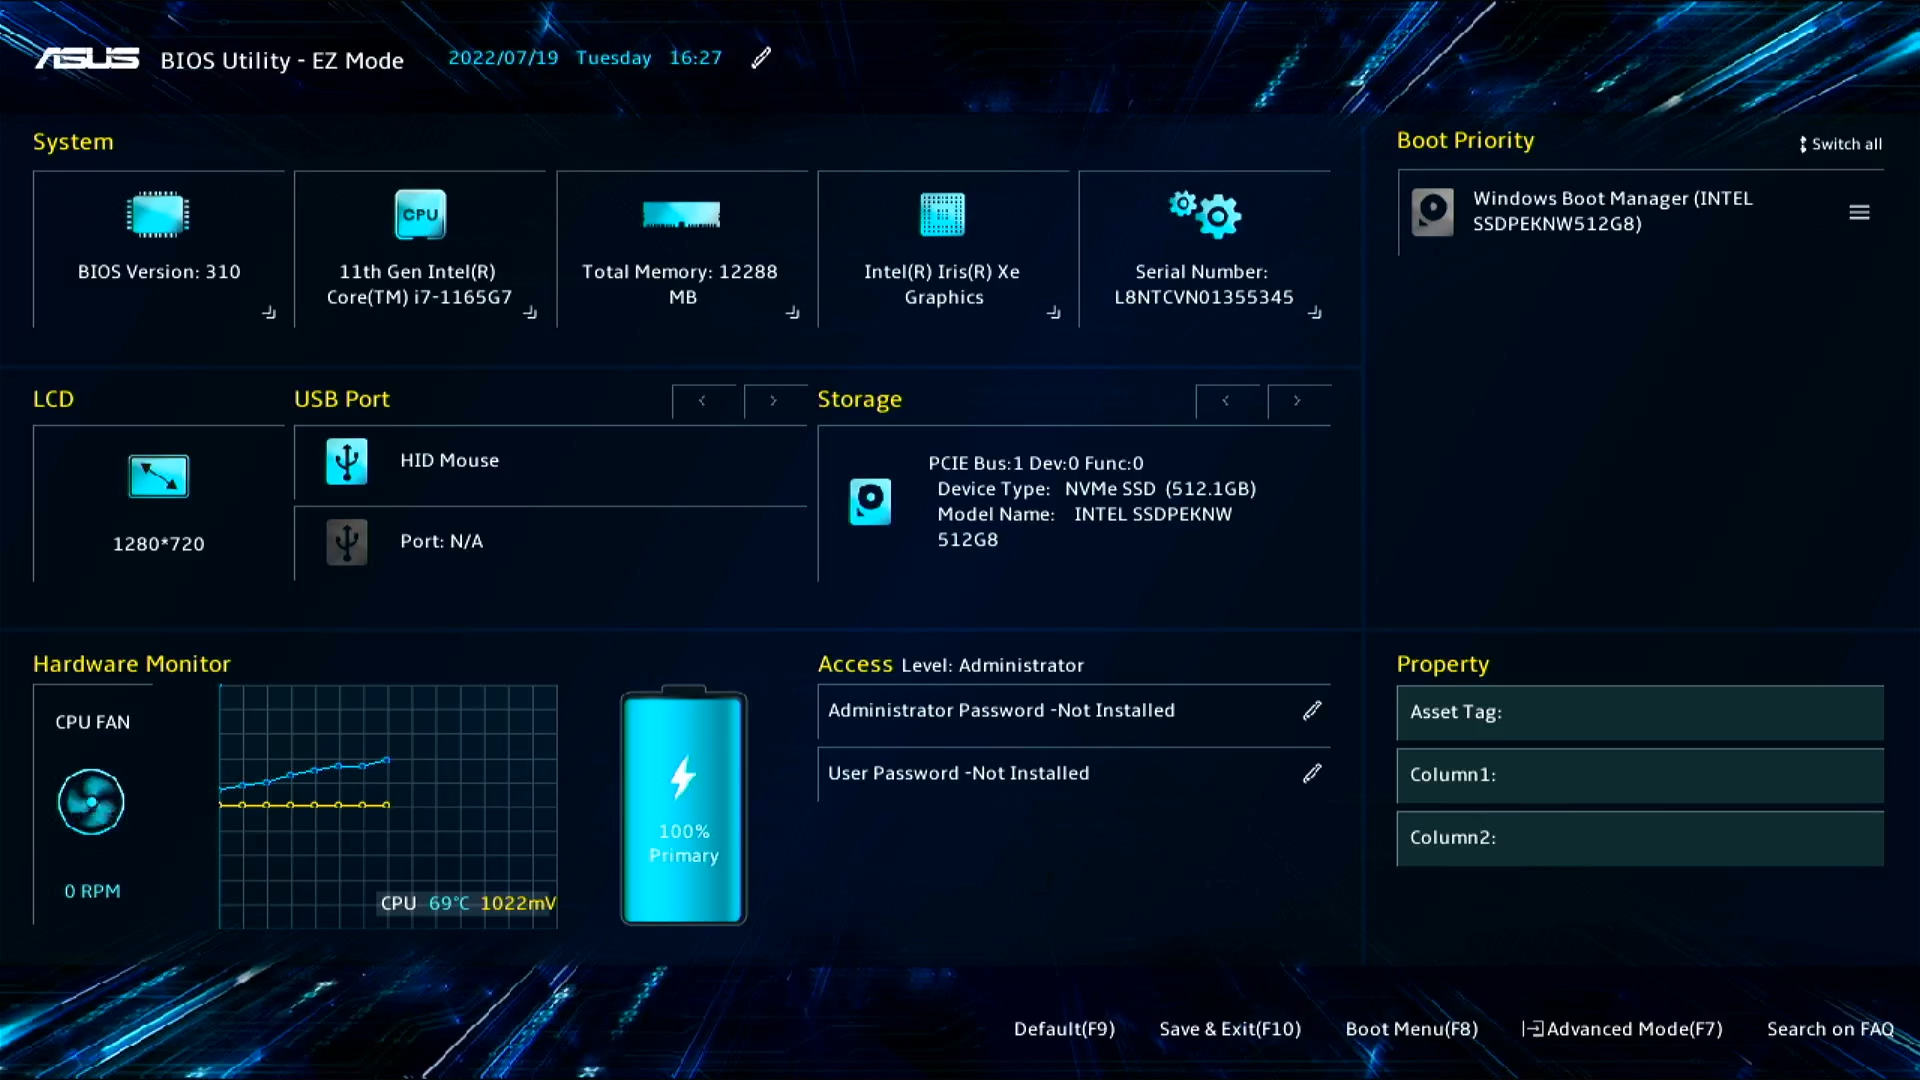 ASUS BIOS Utility - EZ Mode 2022/07/19 Tuesday 16:27
System
BIOS Version: 310
CPU
11th Gen Intel(R)
Core(TM) i7-1165G7
Total Memory: 12288
MB
Intel(R) Iris(R) Xe
Graphics
Serial Number:
L8NTCVN01355345
Boot Priority
Switch all
Windows Boot Manager (INTEL
SSDPEKNW512G8)
LCD
1280*720
USB Port
HID Mouse
Port: N/A
Storage
PCIE Bus:1 Dev:0 Func:0
Device Type: NVMe SSD (512.1GB)
Model Name: INTEL SSDPEKNW
512G8
Hardware Monitor
CPU FAN
0 RPM
CPU 69°C 1022mV
100%
Primary
Access Level: Administrator
Administrator Password -Not Installed
User Password -Not Installed
Property
Asset Tag:
Column1:
Column2:
Default(F9) Save & Exit(F10) Boot Menu(F8) Advanced Mode(F7) Search on FAQ